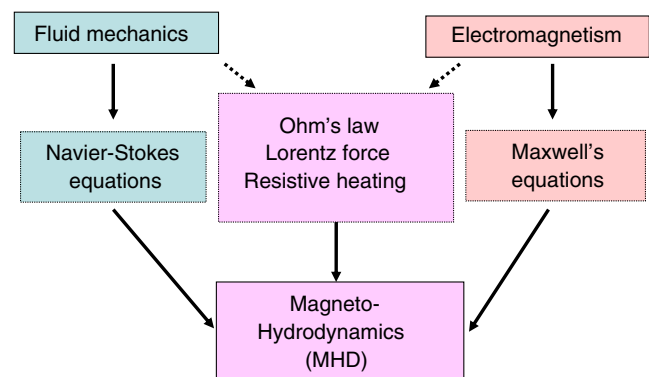 Fluid mechanics
Electromagnetism
Ohm's law
Lorentz force
Resistive heating
Navier-Stokes
equations
Maxwell's
equations
Magneto-
Hydrodynamics
(MHD)